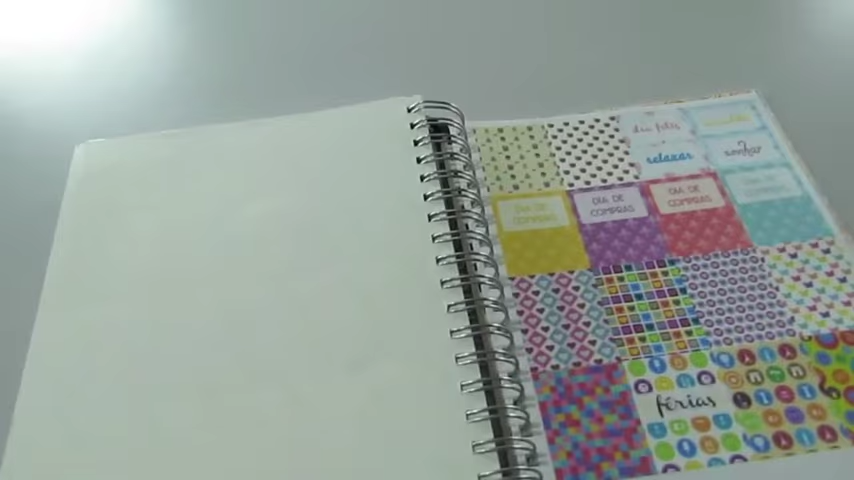 dia feliz
relaxar
sonhar
DIA DE
COMPRAS
DIA DE
COMPRAS
DIA DE
COMPRAS
férias